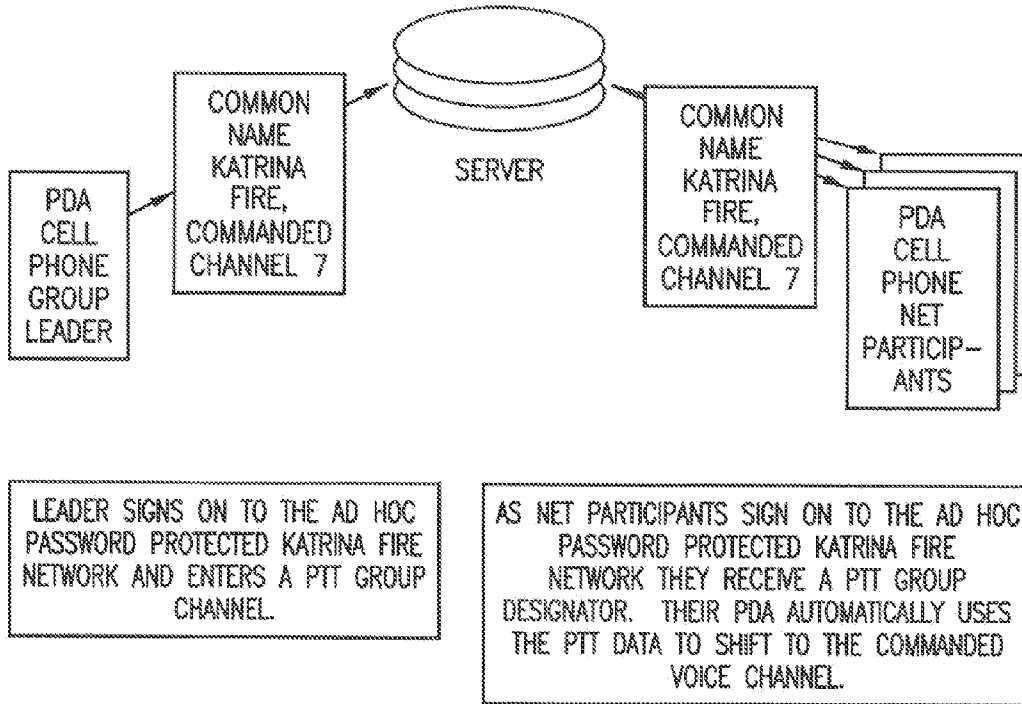 PDA
CELL
PHONE
GROUP
LEADER
COMMON
NAME
KATRINA
FIRE,
COMMANDED
CHANNEL 7
SERVER
COMMON
NAME
KATRINA
FIRE,
COMMANDED
CHANNEL 7
PDA
CELL
PHONE
NET
PARTICIP-
ANTS
LEADER SIGNS ON TO THE AD HOC
PASSWORD PROTECTED KATRINA FIRE
NETWORK AND ENTERS A PTT GROUP
CHANNEL.
AS NET PARTICIPANTS SIGN ON TO THE AD HOC
PASSWORD PROTECTED KATRINA FIRE
NETWORK THEY RECEIVE A PTT GROUP
DESIGNATOR. THEIR PDA AUTOMATICALLY USES
THE PTT DATA TO SHIFT TO THE COMMANDED
VOICE CHANNEL.